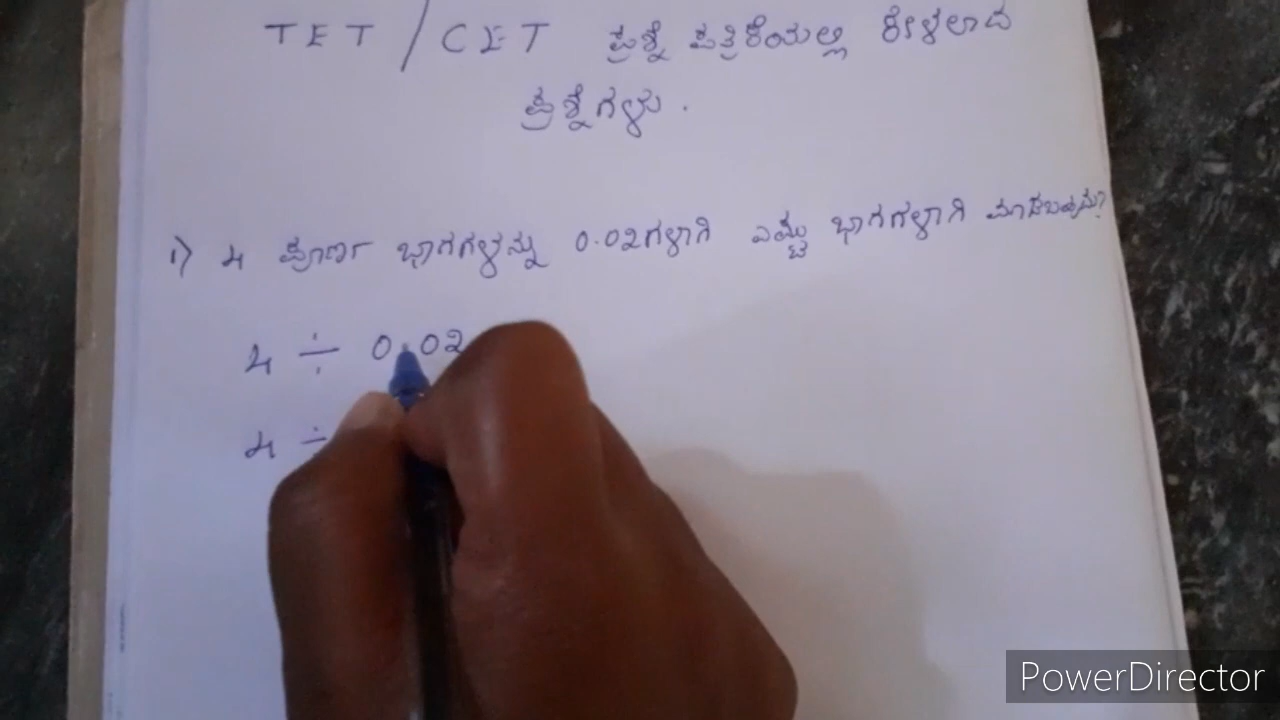 TET / CET ಪ್ರಶ್ನೆ ಪತ್ರಿಕೆಯಲ್ಲಿ ಕೇಳಲಾದ
ಪ್ರಶ್ನೆಗಳು .
1) 4 ಪೂರ್ಣ ಭಾಗಗಳನ್ನು 0.02ಗಳಾಗಿ ಎಷ್ಟು ಭಾಗಗಳಾಗಿ ಮಾಡಬಹುದು?
4 ÷ 0.02
4 ÷
PowerDirector